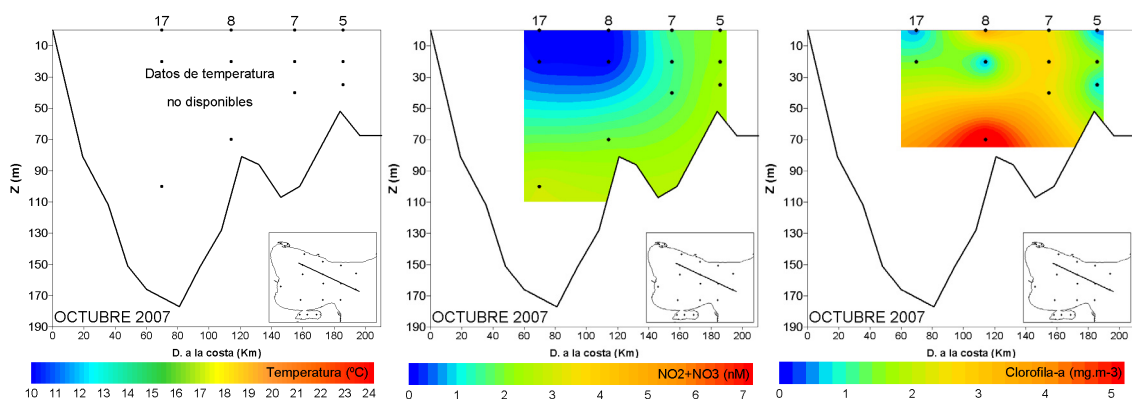 17 8 7 5
10
30
50
70
90
110
130
150
170
190
Z (m)
Datos de temperatura
no disponibles
OCTUBRE 2007
0 20 40 60 80 100 120 140 160 180 200
D. a la costa (Km)
Temperatura (ºC)
10 11 12 13 14 15 16 17 18 19 20 21 22 23 24
17 8 7 5
10
30
50
70
90
110
130
150
170
190
Z (m)
OCTUBRE 2007
0 20 40 60 80 100 120 140 160 180 200
D. a la costa (Km)
NO2+NO3 (nM)
0 1 2 3 4 5 6 7
17 8 7 5
10
30
50
70
90
110
130
150
170
190
Z (m)
OCTUBRE 2007
0 20 40 60 80 100 120 140 160 180 200
D. a la costa (Km)
Clorofila-a (mg.m-3)
0 1 2 3 4 5